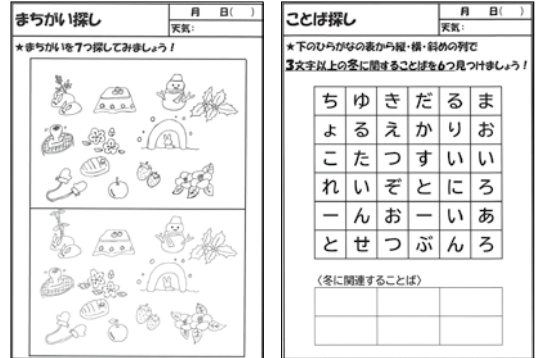 まちがい探し
月 日( )
天気:
★まちがいを7つ探してみましょう!
ことば探し
月 日( )
天気:
★下のひらがなの表から縦・横・斜めの列で
3文字以上の冬に関することばを6つ見つけましょう!
ち ゆ き だ る ま
ょ る え か り お
こ た つ す い い
れ い ぞ と に ろ
ー ん お ー い あ
と せ つ ぶ ん ろ
〈冬に関連することば〉